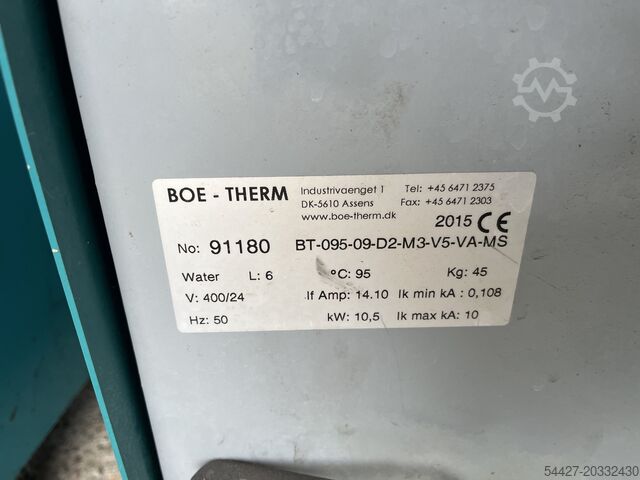 BOE - THERM
Industrivaenget 1 Tel: +45 6471 2375
DK-5610 Assens Fax: +45 6471 2303
www.boe-therm.dk
2015 CE
No: 91180 BT-095-09-D2-M3-V5-VA-MS
Water L: 6 °C: 95 Kg: 45
V: 400/24 If Amp: 14.10 Ik min kA : 0,108
Hz: 50 kW: 10,5 Ik max kA: 10
54427-20332430